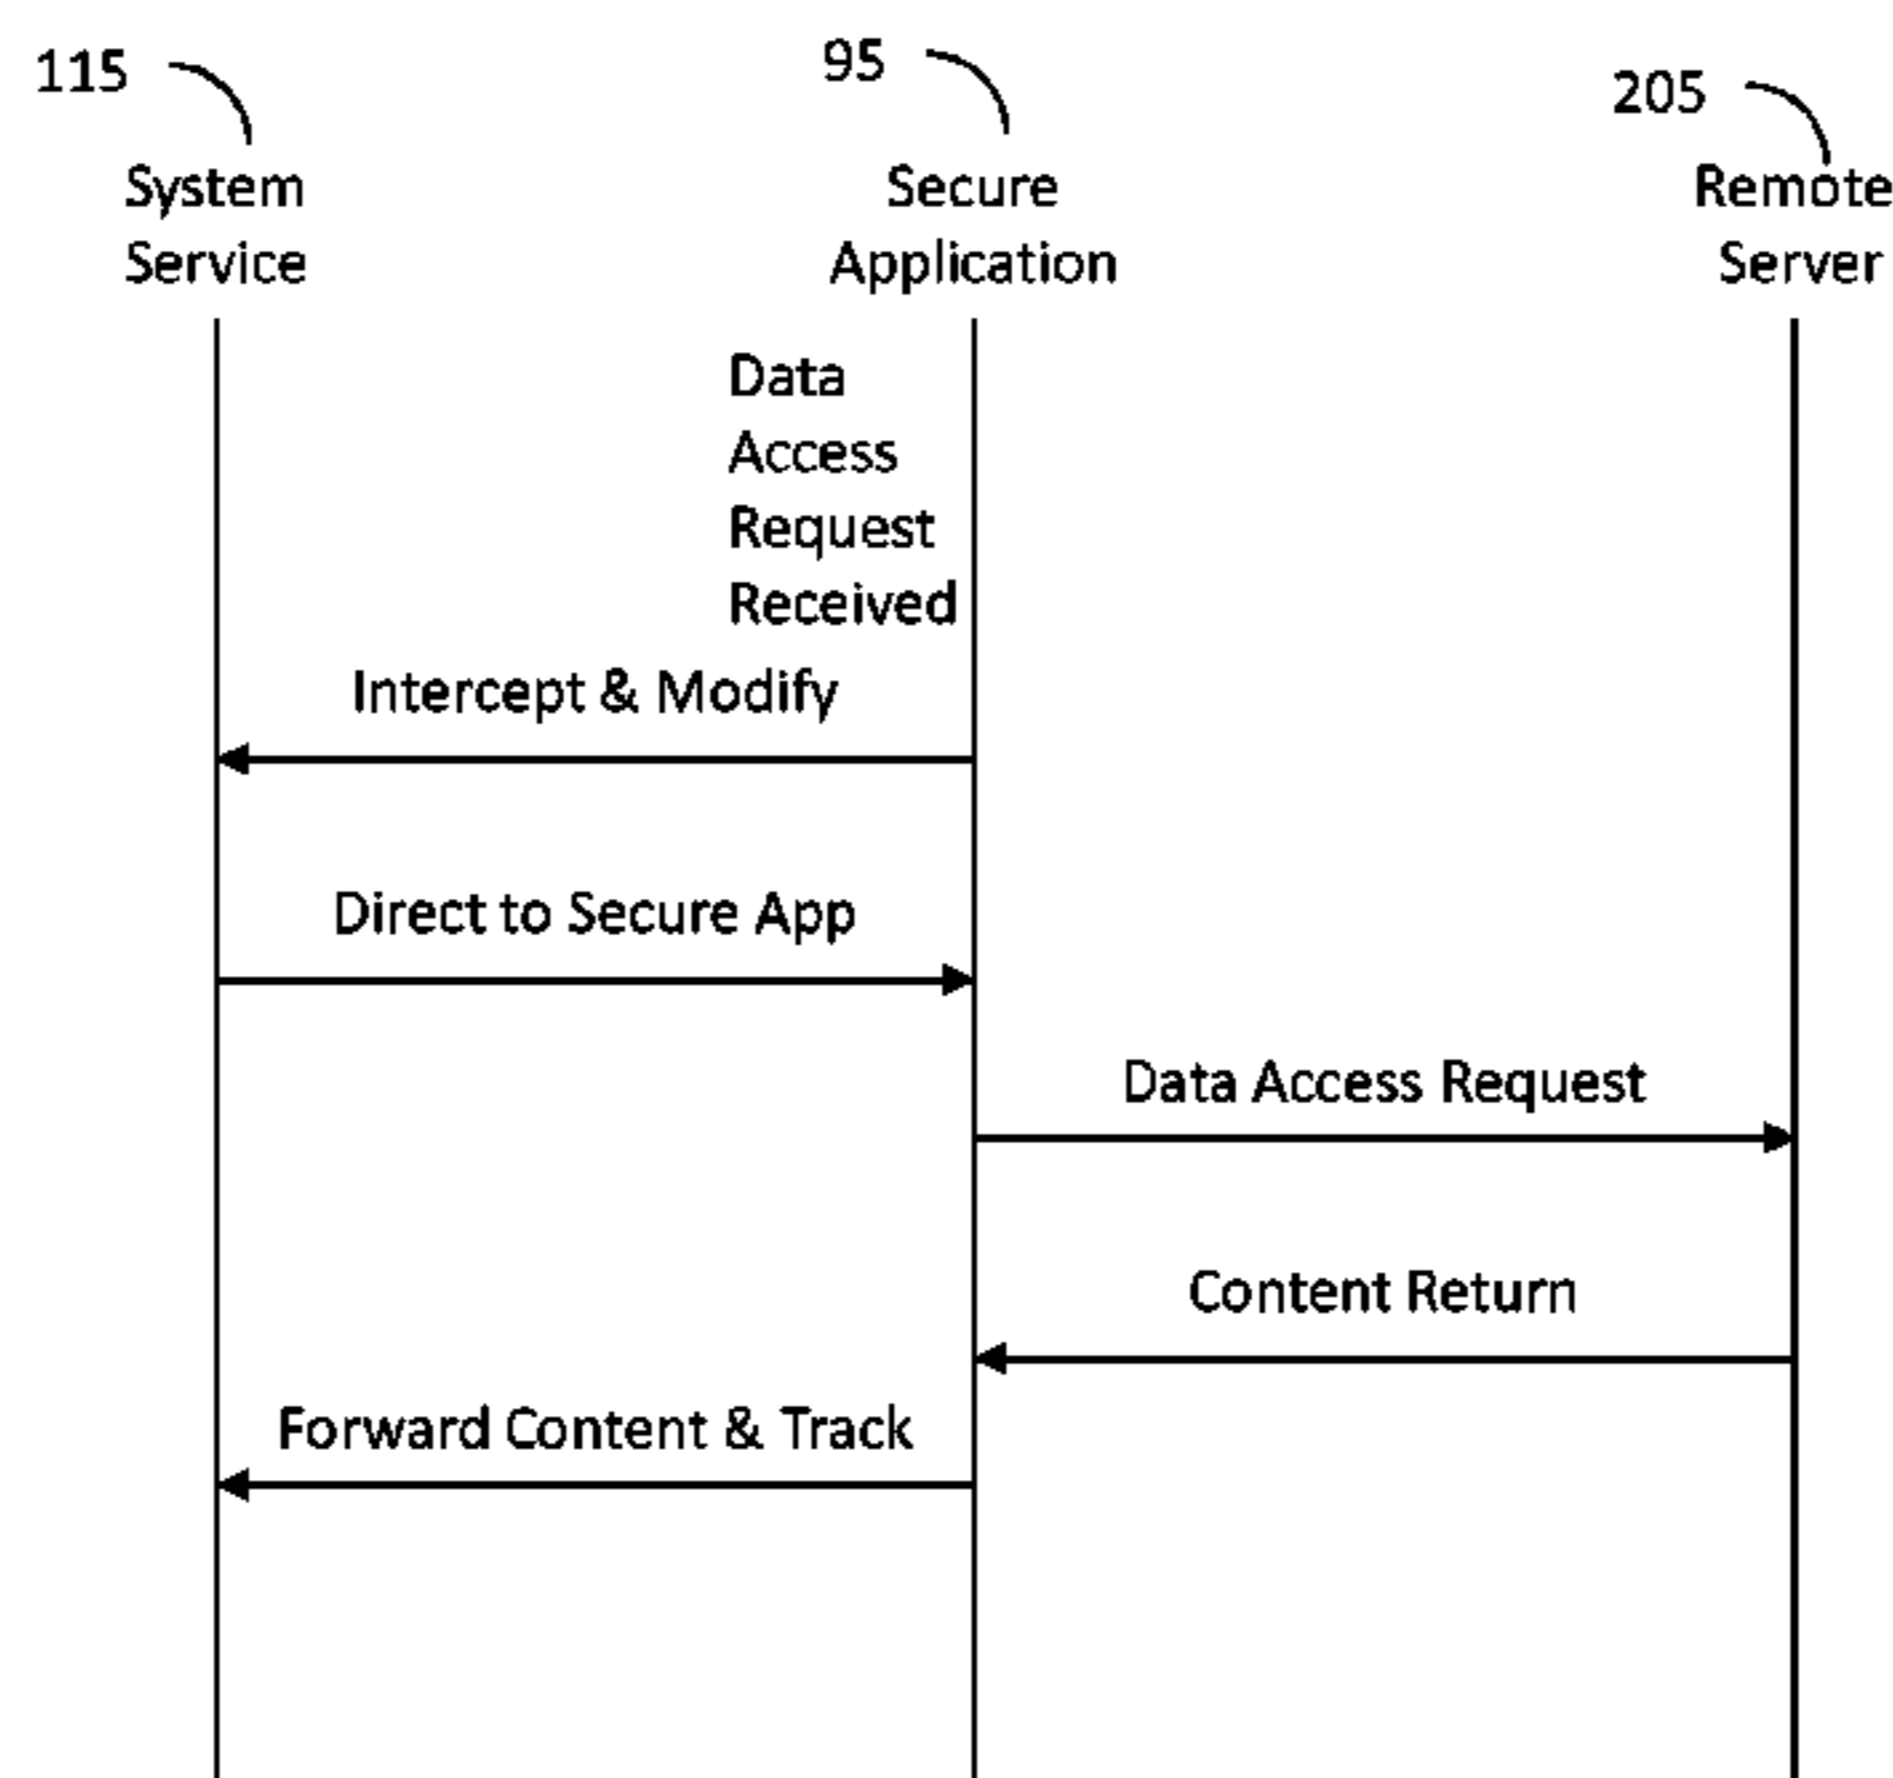 115
95
205
System
Service
Secure
Application
Remote
Server
Data
Access
Request
Received
Intercept & Modify
Direct to Secure App
Data Access Request
Content Return
Forward Content & Track